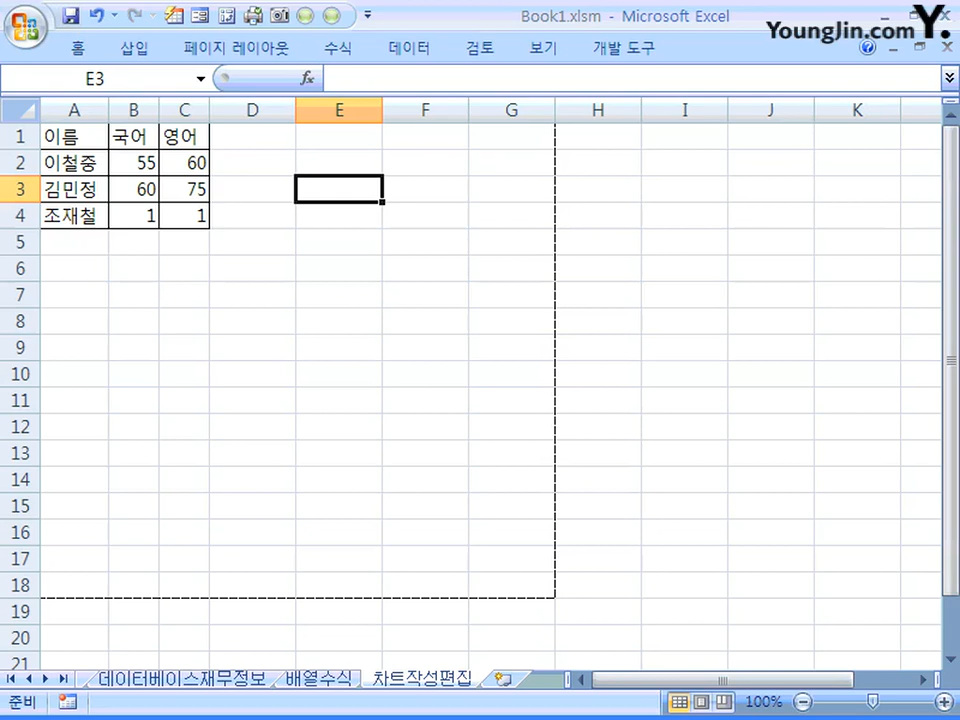 Book1.xlsm - Microsoft Excel
YoungJin.com Y.
홈 삽입 페이지 레이아웃 수식 데이터 검토 보기 개발 도구
E3 fx
A B C D E F G H I J K
1 이름 국어 영어
2 이철중 55 60
3 김민정 60 75
4 조재철 1 1
5
6
7
8
9
10
11
12
13
14
15
16
17
18
19
20
21
데이터베이스재무정보 배열수식 차트작성편집
준비 100%